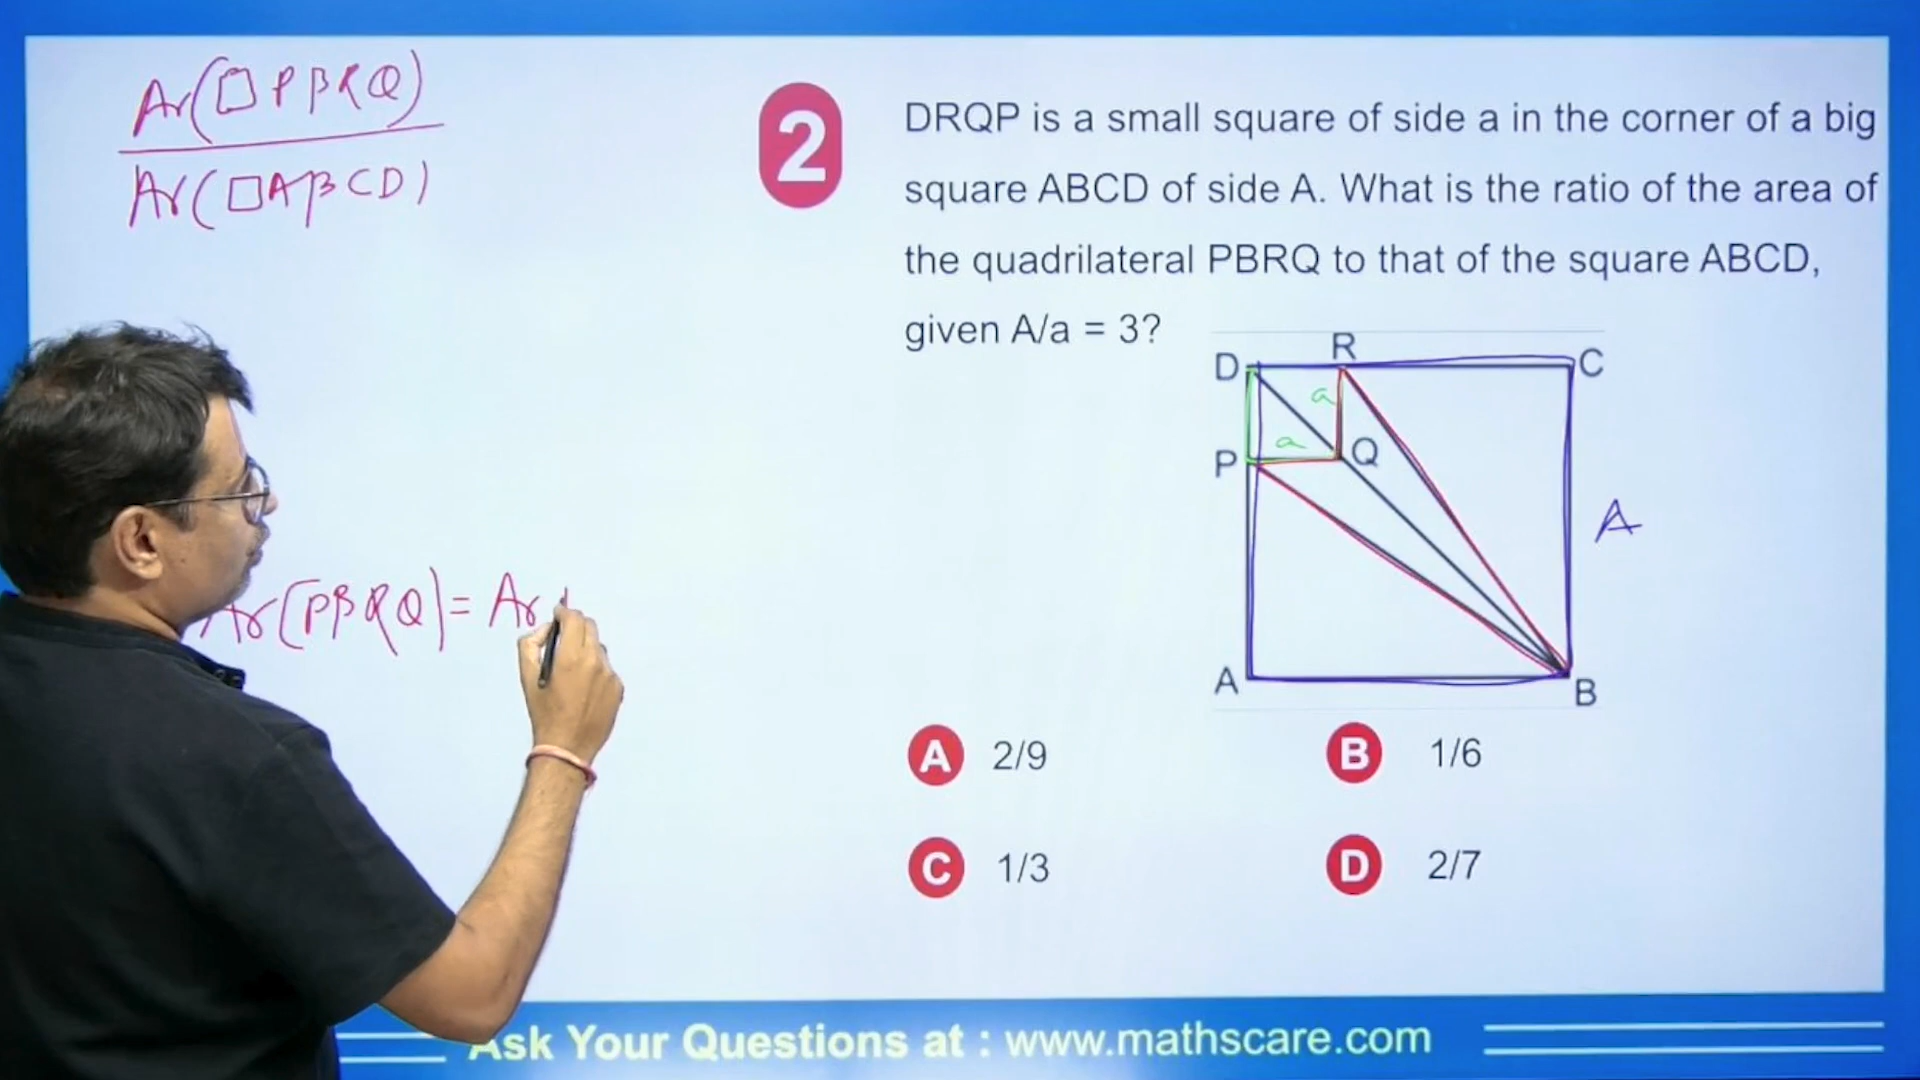 Ar(□PBRQ)
Ar(□ABCD)
2
DRQP is a small square of side a in the corner of a big
square ABCD of side A. What is the ratio of the area of
the quadrilateral PBRQ to that of the square ABCD,
given A/a = 3?
D R C
a
a
P Q
A
A B
Ar[PBRQ]= Ar
A 2/9 B 1/6
C 1/3 D 2/7
Ask Your Questions at : www.mathscare.com